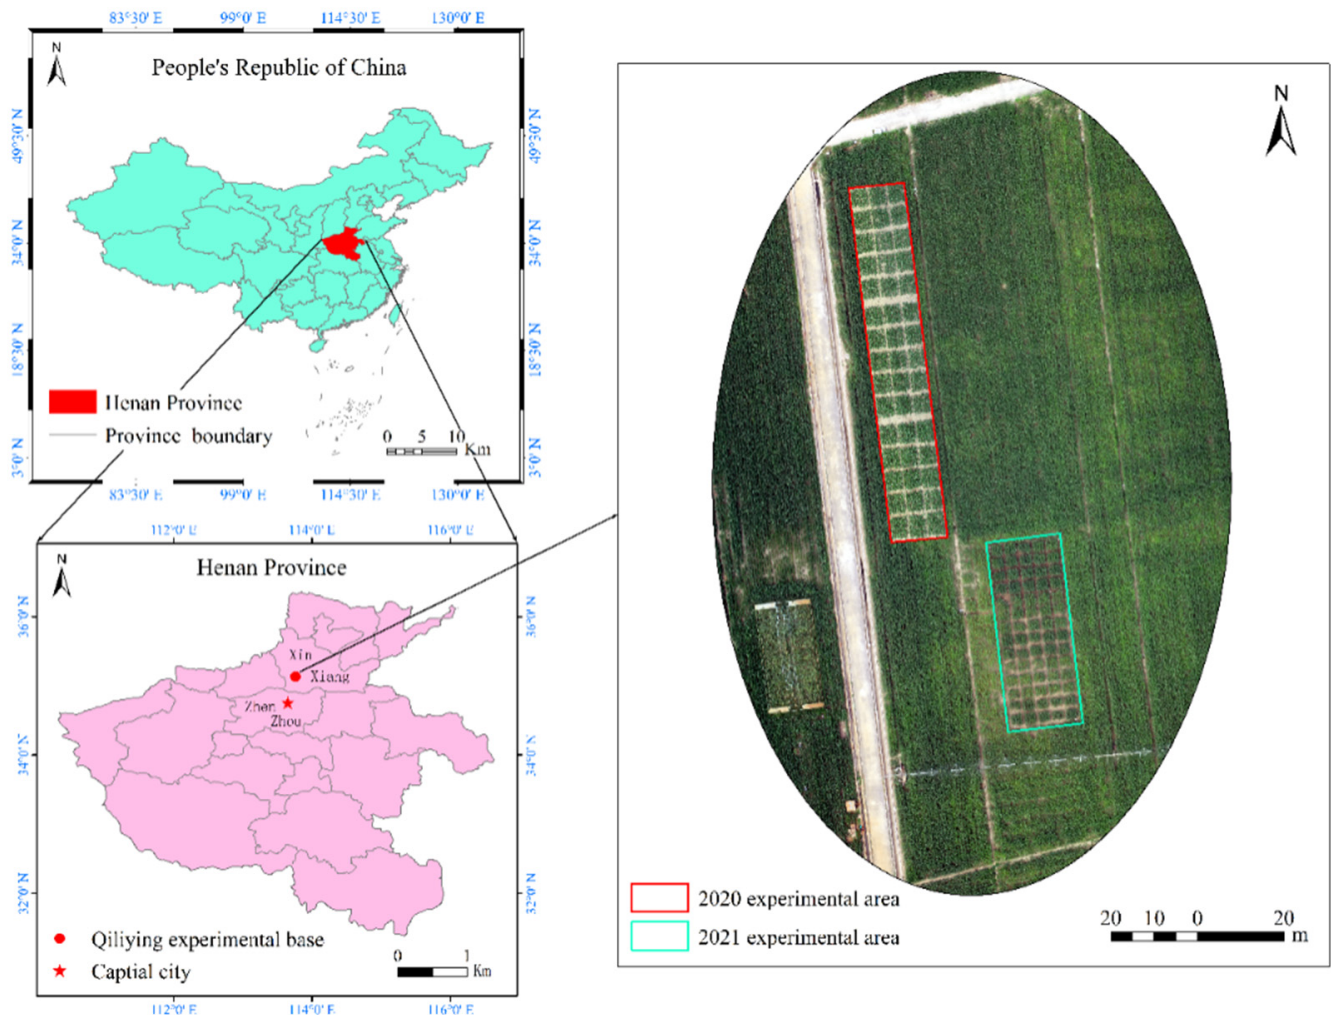 83°30' E 99°0' E 114°30' E 130°0' E
N
People's Republic of China
49°30' N
49°30' N
34°0' N
34°0' N
18°30' N
18°30' N
3°0' N
3°0' N
Henan Province
Province boundary
0 5 10
Km
83°30' E 99°0' E 114°30' E 130°0' E
112°0' E 114°0' E 116°0' E
N
Henan Province
36°0' N
36°0' N
Xin
Xiang
Zhen
Zhou
34°0' N
34°0' N
32°0' N
32°0' N
Qiliying experimental base
Captial city
0 1
Km
112°0' E 114°0' E 116°0' E
N
2020 experimental area
2021 experimental area
20 10 0 20
m